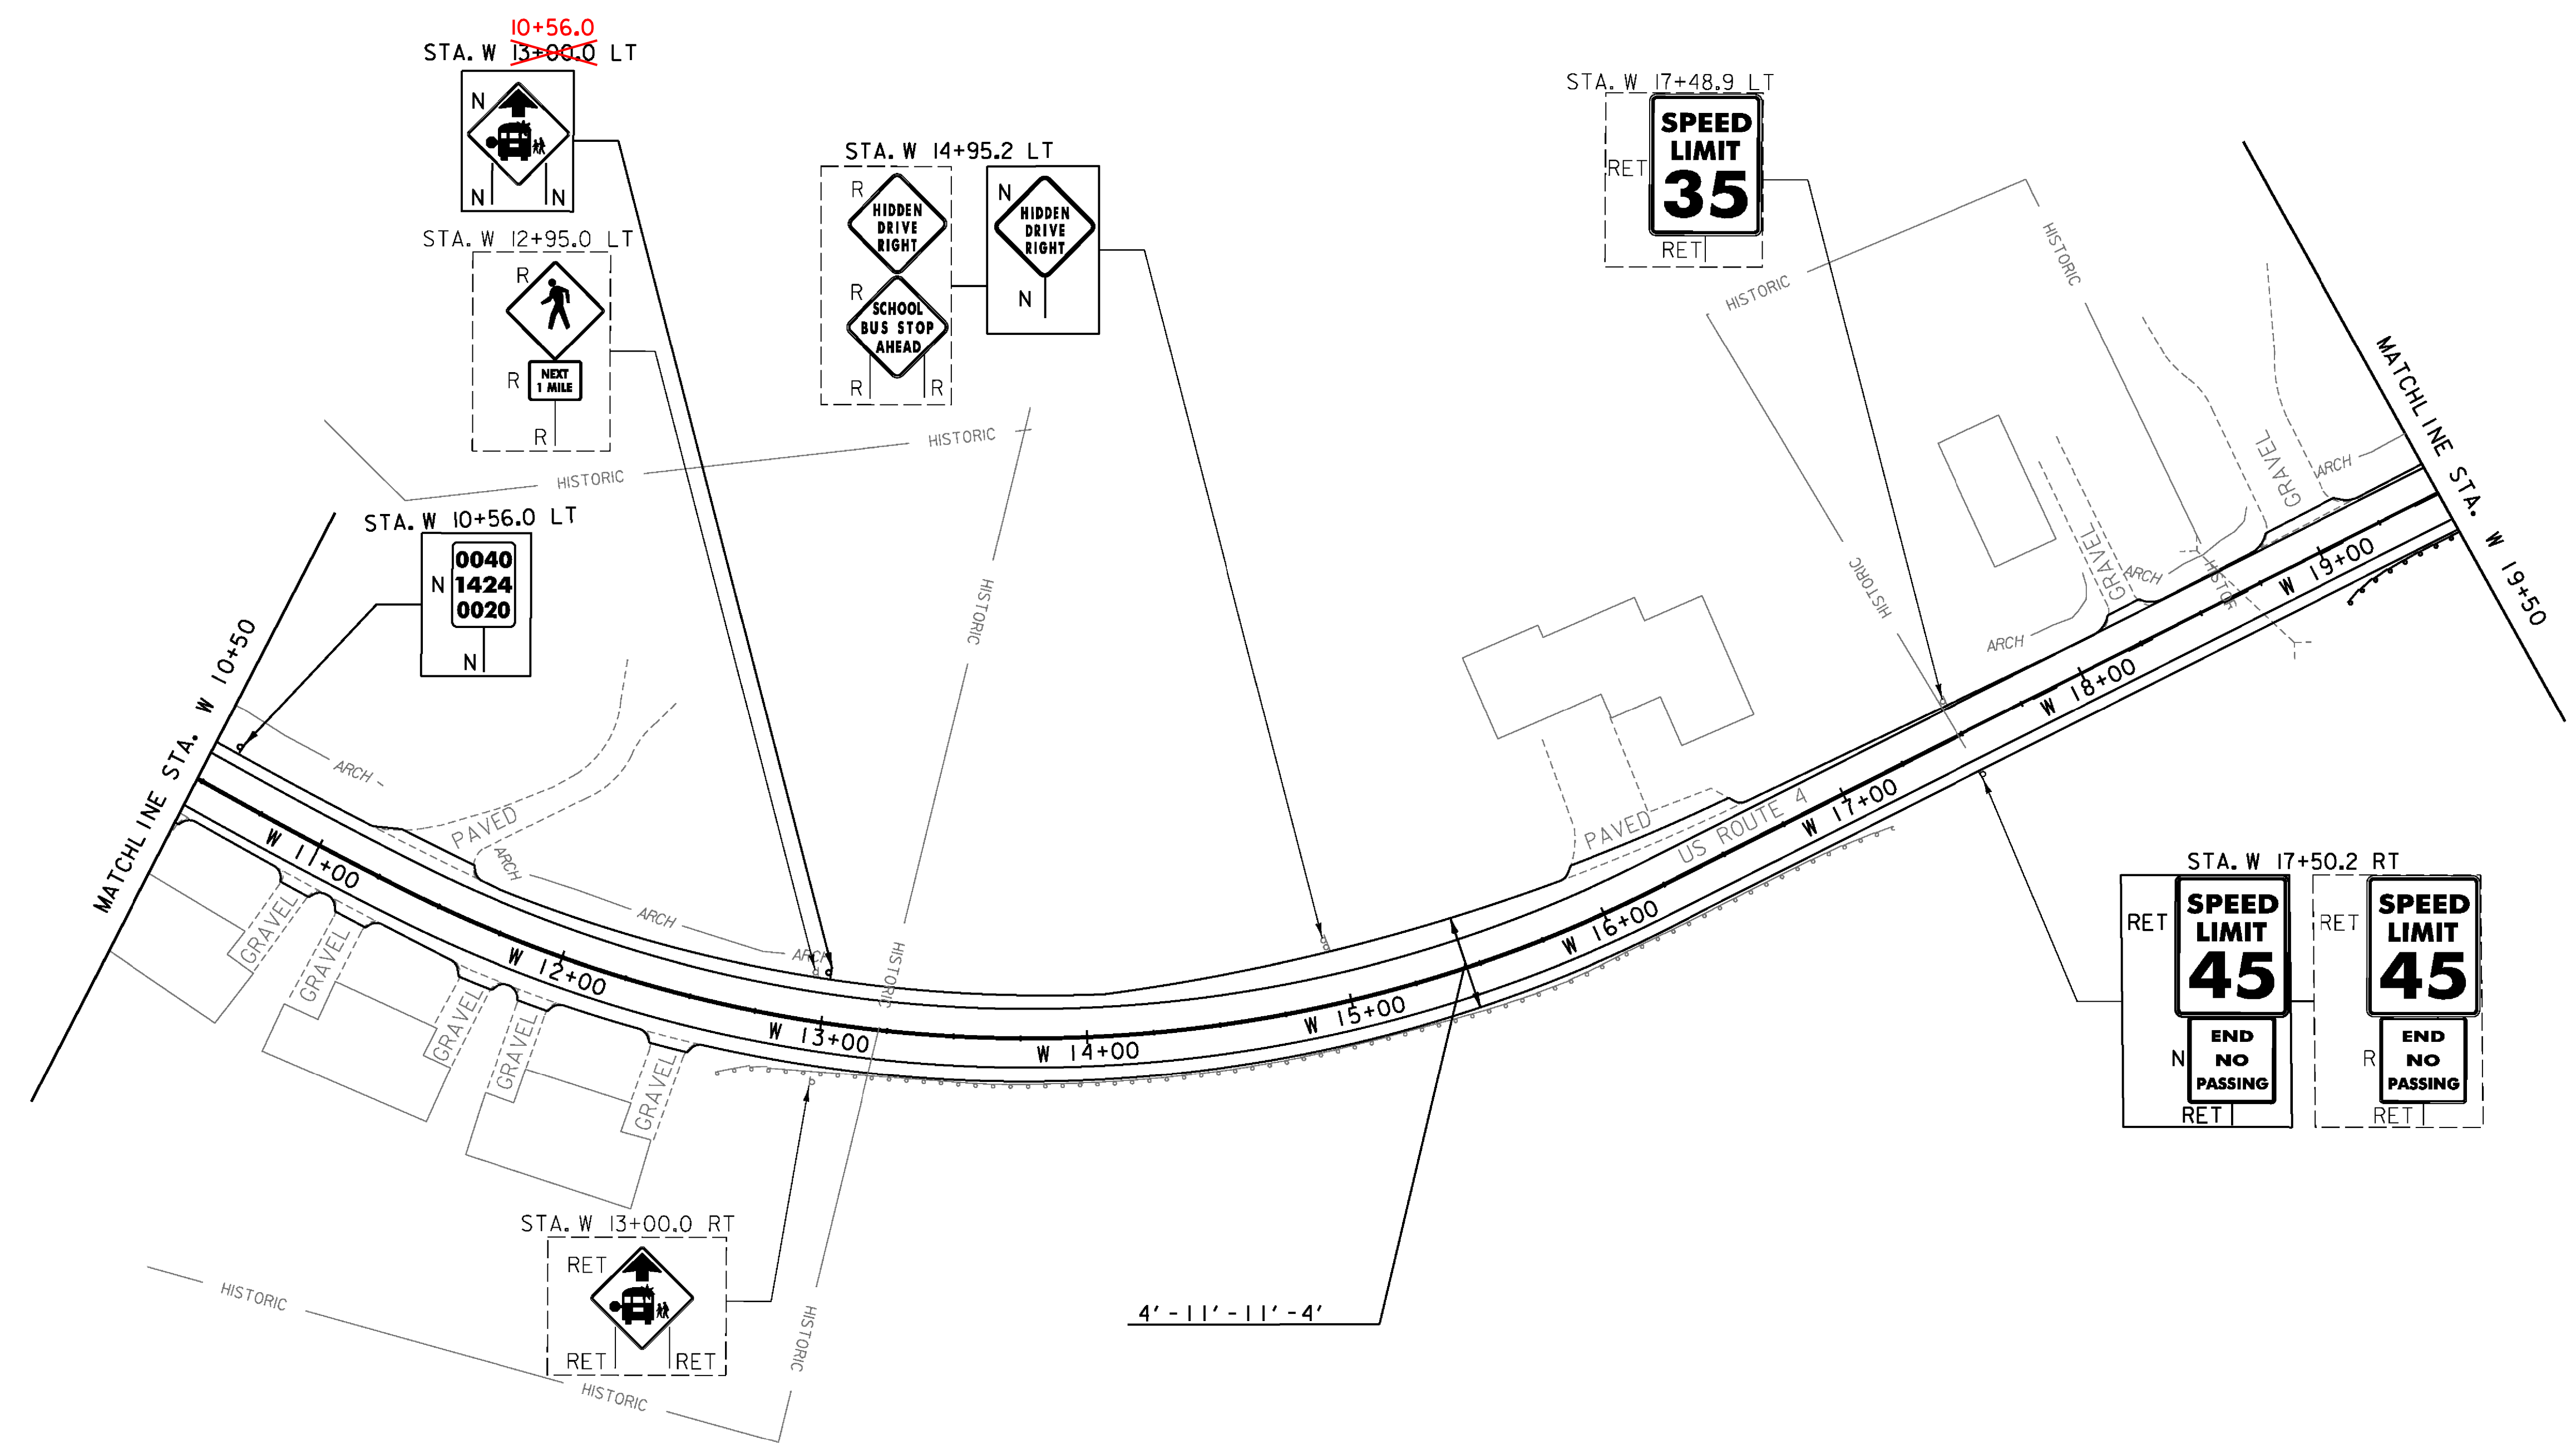 10+56.0
STA. W 13+00.0 LT
N
N N
STA. W 12+95.0 LT
R
R
NEXT
1 MILE
R
STA. W 14+95.2 LT
R
HIDDEN
DRIVE
RIGHT
R
SCHOOL
BUS STOP
AHEAD
R R
N
HIDDEN
DRIVE
RIGHT
N
STA. W 17+48.9 LT
RET
SPEED
LIMIT
35
RET
HISTORIC
HISTORIC
HISTORIC
HISTORIC
HISTORIC
STA. W 10+56.0 LT
N
0040
1424
0020
N
MATCHLINE STA. W 10+50
MATCHLINE STA. W 19+50
HISTORIC
HISTORIC
GRAVEL
GRAVEL
ARCH
ARCH
ARCH
ARCH
PAVED
ARCH
ARCH
ARCH
HISTORIC
PAVED
US ROUTE 4
W 11+00
W 12+00
W 13+00
W 14+00
W 15+00
W 16+00
W 17+00
W 18+00
W 19+00
GRAVEL
GRAVEL
GRAVEL
GRAVEL
GRAVEL
STA. W 17+50.2 RT
RET
SPEED
LIMIT
45
N
END
NO
PASSING
RET
RET
SPEED
LIMIT
45
R
END
NO
PASSING
RET
STA. W 13+00.0 RT
RET
RET RET
4' - 11' - 11' - 4'
HISTORIC
HISTORIC
HISTORIC